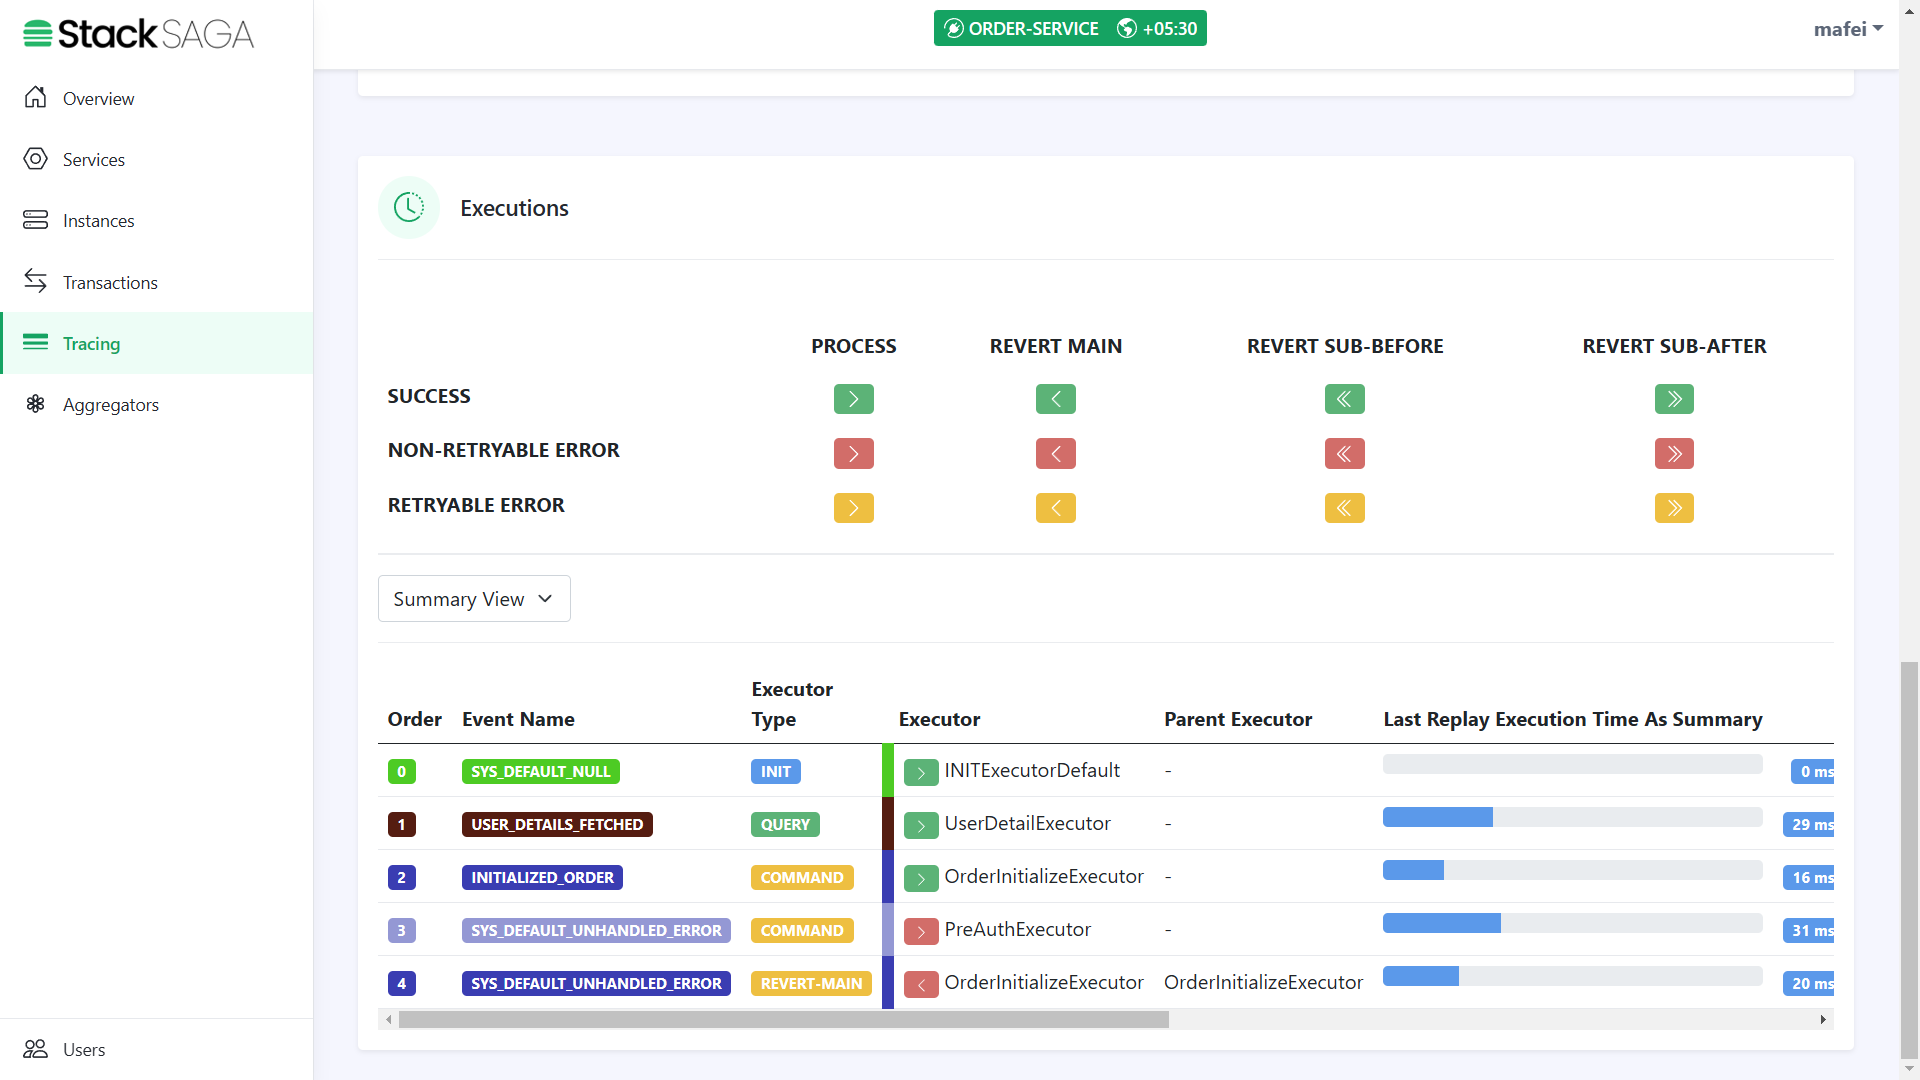 StackSAGA
ORDER-SERVICE +05:30
mafei
Overview
Services
Instances
Transactions
Tracing
Aggregators
Users
Executions
PROCESS REVERT MAIN REVERT SUB-BEFORE REVERT SUB-AFTER
SUCCESS
NON-RETRYABLE ERROR
RETRYABLE ERROR
Summary View
Order Event Name Executor Type Executor Parent Executor Last Replay Execution Time As Summary
0 SYS_DEFAULT_NULL INIT INITExecutorDefault - 0 ms
1 USER_DETAILS_FETCHED QUERY UserDetailExecutor - 29 ms
2 INITIALIZED_ORDER COMMAND OrderInitializeExecutor - 16 ms
3 SYS_DEFAULT_UNHANDLED_ERROR COMMAND PreAuthExecutor - 31 ms
4 SYS_DEFAULT_UNHANDLED_ERROR REVERT-MAIN OrderInitializeExecutor OrderInitializeExecutor 20 ms